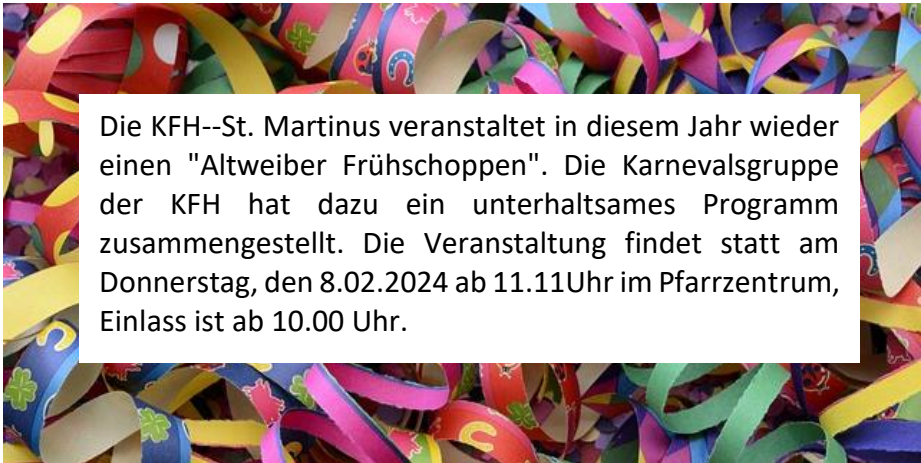 Die KFH--St. Martinus veranstaltet in diesem Jahr wieder
einen "Altweiber Frühschoppen". Die Karnevalsgruppe
der KFH hat dazu ein unterhaltsames Programm
zusammengestellt. Die Veranstaltung findet statt am
Donnerstag, den 8.02.2024 ab 11.11Uhr im Pfarrzentrum,
Einlass ist ab 10.00 Uhr.